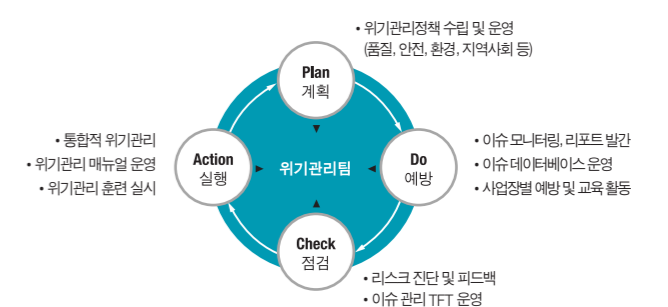 • 위기관리정책 수립 및 운영
(품질, 안전, 환경, 지역사회 등)
Plan
계획
• 통합적 위기관리
• 위기관리 매뉴얼 운영
• 위기관리 훈련 실시
Action
실행
위기관리팀
Do
예방
• 이슈 모니터링, 리포트 발간
• 이슈 데이터베이스 운영
• 사업장별 예방 및 교육 활동
Check
점검
• 리스크 진단 및 피드백
• 이슈 관리 TFT 운영